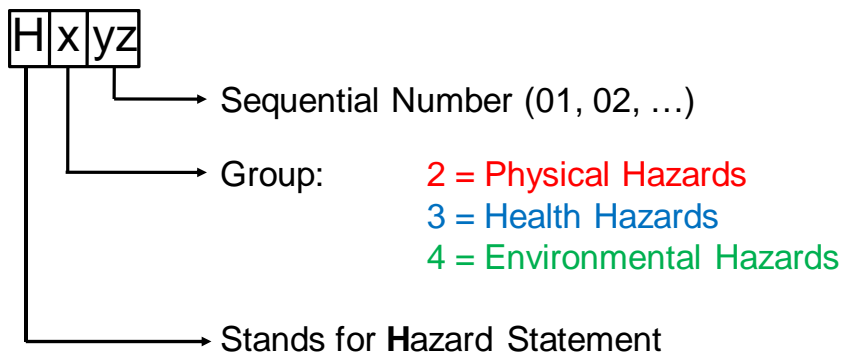 H x yz
Sequential Number (01, 02, …)
Group: 2 = Physical Hazards
3 = Health Hazards
4 = Environmental Hazards
Stands for Hazard Statement